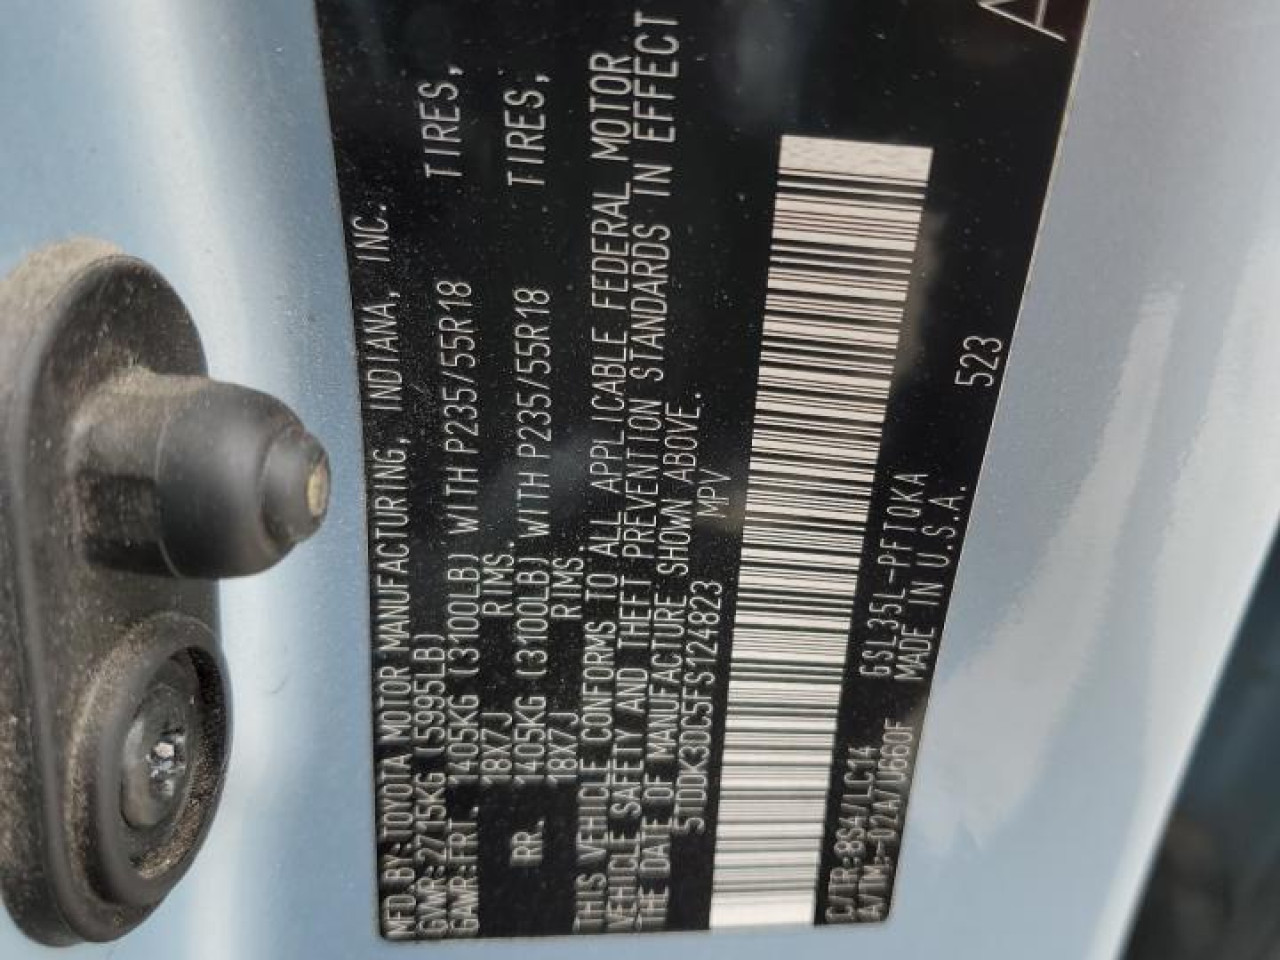 MFD.BY:TOYOTA MOTOR MANUFACTURING, INDIANA, INC.
GVWR:2715KG (5995LB)
GAWR:FRT. 1405KG (3100LB) WITH P235/55R18 TIRES,
18X7J RIMS.
RR. 1405KG (3100LB) WITH P235/55R18 TIRES,
18X7J RIMS.
THIS VEHICLE CONFORMS TO ALL APPLICABLE FEDERAL MOTOR
VEHICLE SAFETY AND THEFT PREVENTION STANDARDS IN EFFECT
THE DATE OF MANUFACTURE SHOWN ABOVE.
5TDDK3DC5FS124823 MPV
C/TR:8S4/LC14 GSL35L-PFTQKA
A/TM:-02A/U660F MADE IN U.S.A.
523